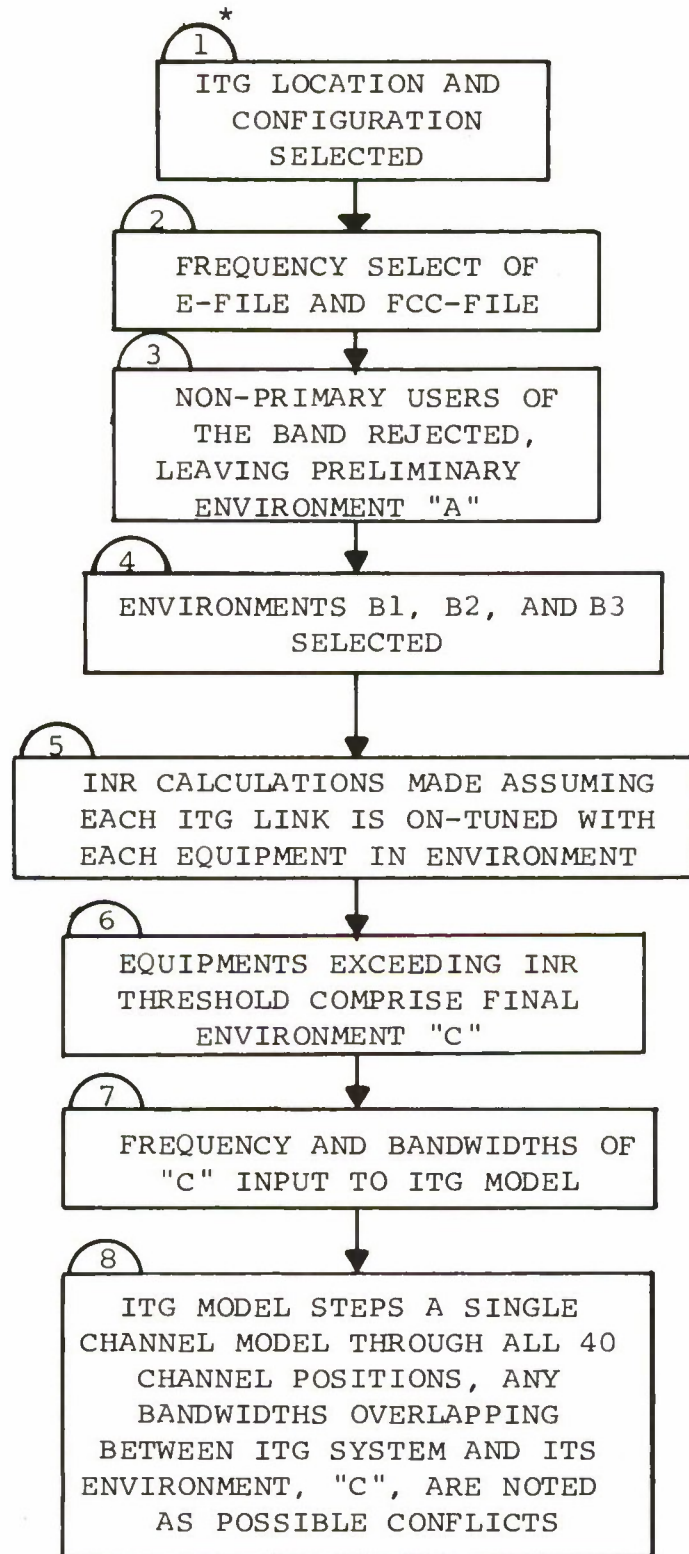 *
1
ITG LOCATION AND
CONFIGURATION
SELECTED
2
FREQUENCY SELECT OF
E-FILE AND FCC-FILE
3
NON-PRIMARY USERS OF
THE BAND REJECTED,
LEAVING PRELIMINARY
ENVIRONMENT "A"
4
ENVIRONMENTS B1, B2, AND B3
SELECTED
5
INR CALCULATIONS MADE ASSUMING
EACH ITG LINK IS ON-TUNED WITH
EACH EQUIPMENT IN ENVIRONMENT
6
EQUIPMENTS EXCEEDING INR
THRESHOLD COMPRISE FINAL
ENVIRONMENT "C"
7
FREQUENCY AND BANDWIDTHS OF
"C" INPUT TO ITG MODEL
8
ITG MODEL STEPS A SINGLE
CHANNEL MODEL THROUGH ALL 40
CHANNEL POSITIONS, ANY
BANDWIDTHS OVERLAPPING
BETWEEN ITG SYSTEM AND ITS
ENVIRONMENT, "C", ARE NOTED
AS POSSIBLE CONFLICTS